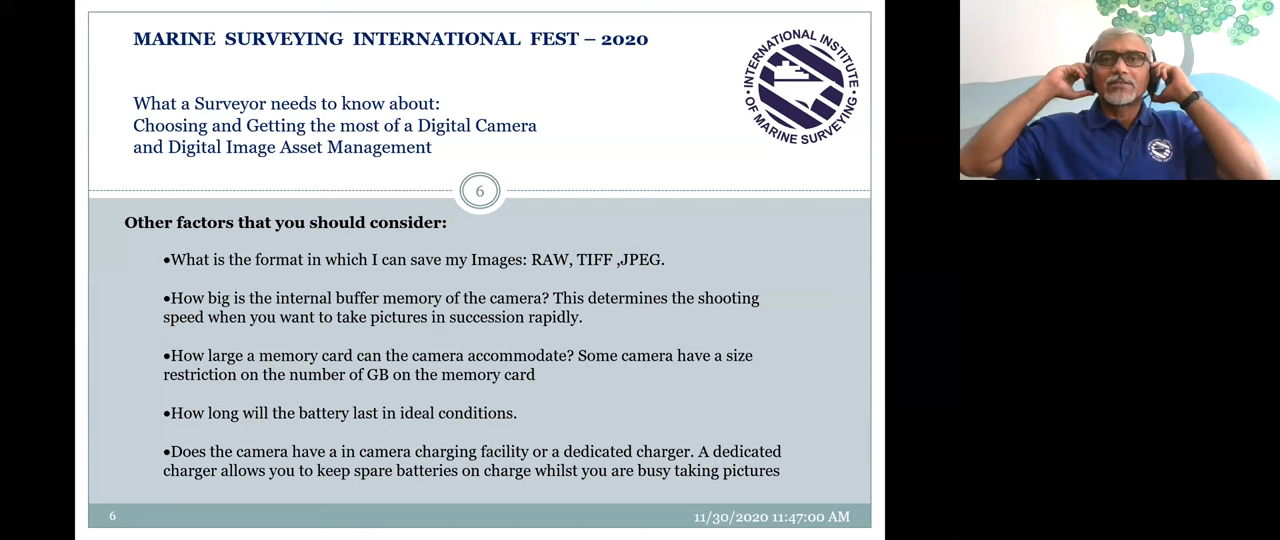 MARINE SURVEYING INTERNATIONAL FEST – 2020
INTERNATIONAL INSTITUTE
• OF MARINE SURVEYING •
What a Surveyor needs to know about:
Choosing and Getting the most of a Digital Camera
and Digital Image Asset Management
6
Other factors that you should consider:
•What is the format in which I can save my Images: RAW, TIFF ,JPEG.
•How big is the internal buffer memory of the camera? This determines the shooting
speed when you want to take pictures in succession rapidly.
•How large a memory card can the camera accommodate? Some camera have a size
restriction on the number of GB on the memory card
•How long will the battery last in ideal conditions.
•Does the camera have a in camera charging facility or a dedicated charger. A dedicated
charger allows you to keep spare batteries on charge whilst you are busy taking pictures
6
11/30/2020 11:47:00 AM